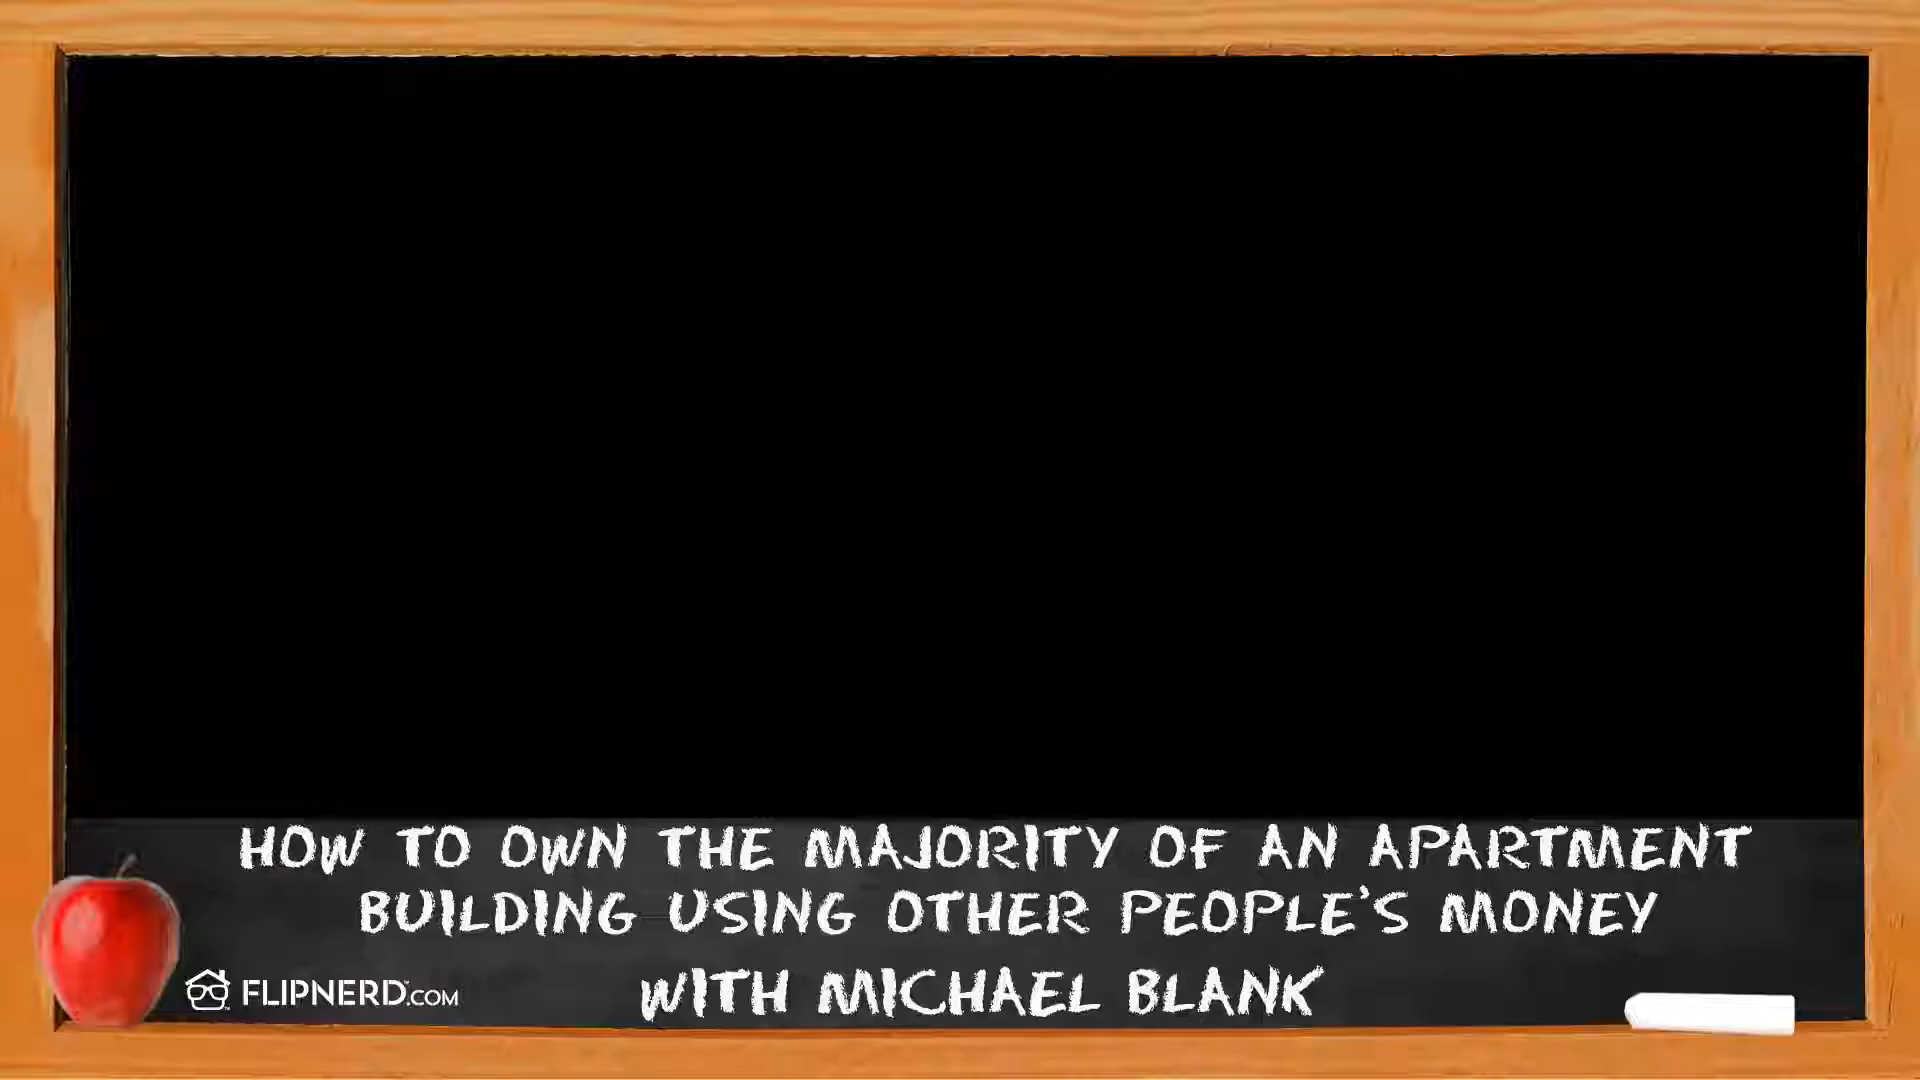 HOW TO OWN THE MAJORITY OF AN APARTMENT
BUILDING USING OTHER PEOPLE'S MONEY
WITH MICHAEL BLANK
FLIPNERD.COM